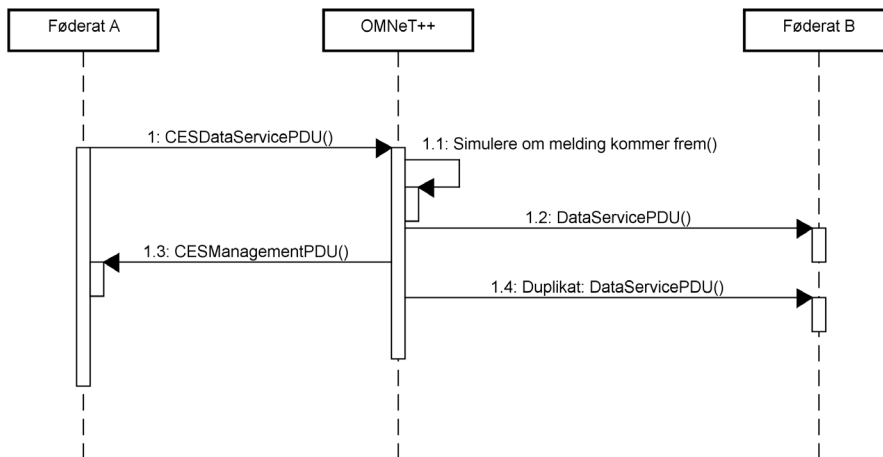 Føderat A
OMNeT++
Føderat B
1: CESDataServicePDU()
1.1: Simulere om melding kommer frem()
1.2: DataServicePDU()
1.3: CESManagementPDU()
1.4: Duplikat: DataServicePDU()